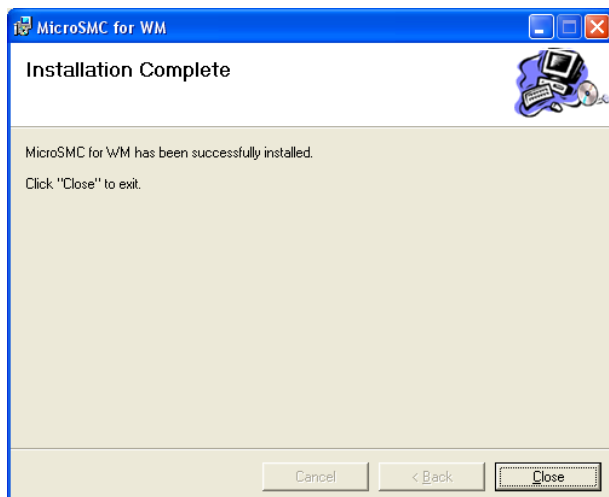 MicroSMC for WM
Installation Complete
MicroSMC for WM has been successfully installed.
Click "Close" to exit.
Cancel
< Back
Close